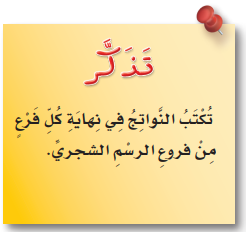 تَذَكَّر
تُكْتَبُ النَّواتِجُ فِي نِهايَةِ كُلِّ فَرْعٍ
مِنْ فروعِ الرسْمِ الشجريِّ.